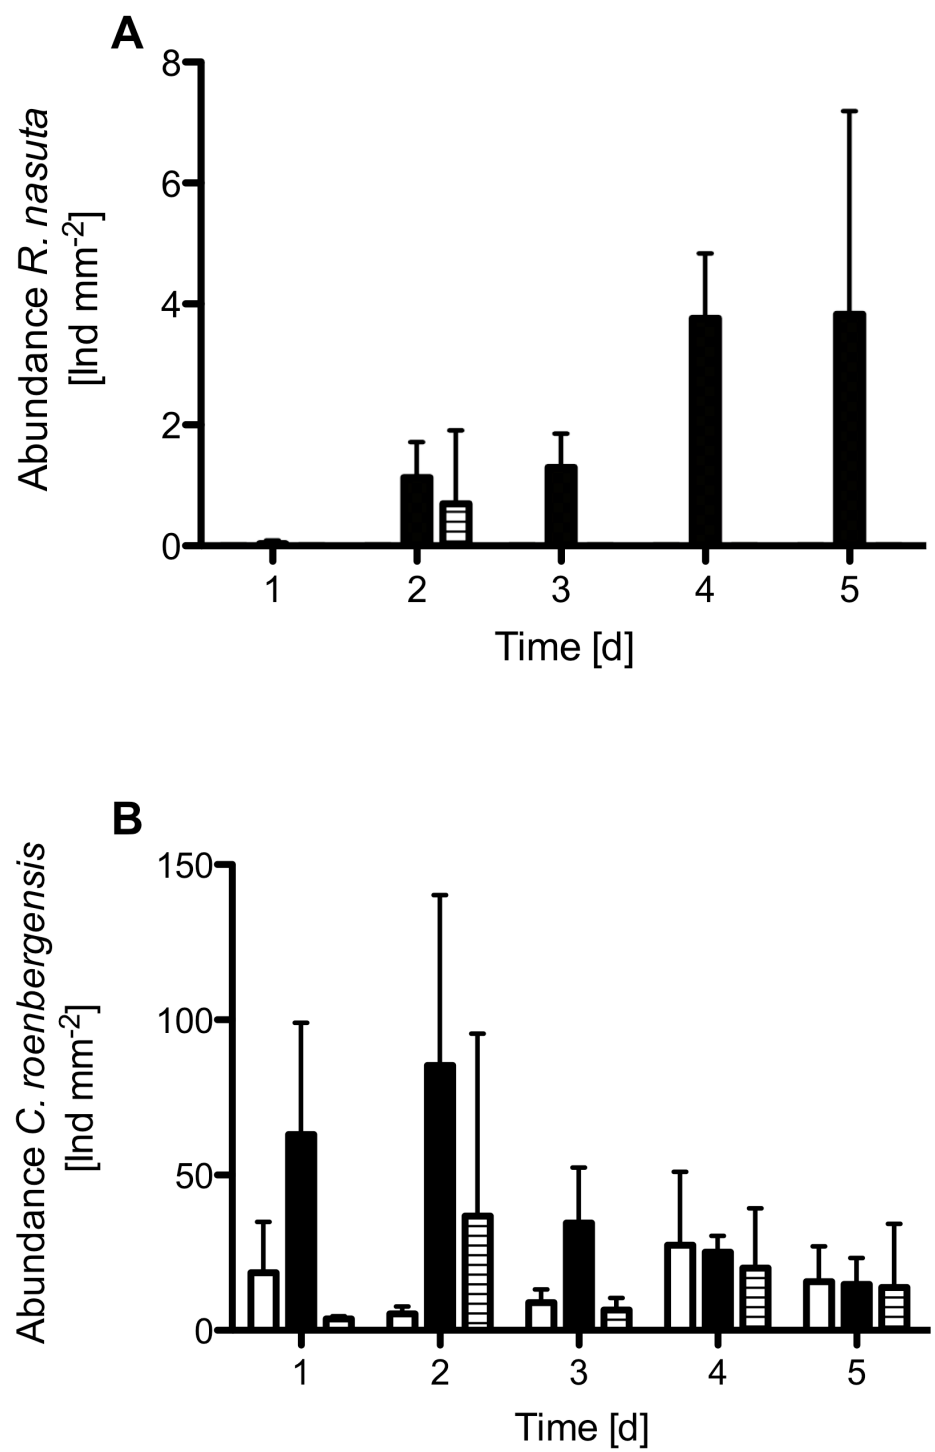 A
Abundance R. nasuta
[Ind mm-2]
8
6
4
2
0
1 2 3 4 5
Time [d]
B
Abundance C. roenbergensis
[Ind mm-2]
150
100
50
0
1 2 3 4 5
Time [d]